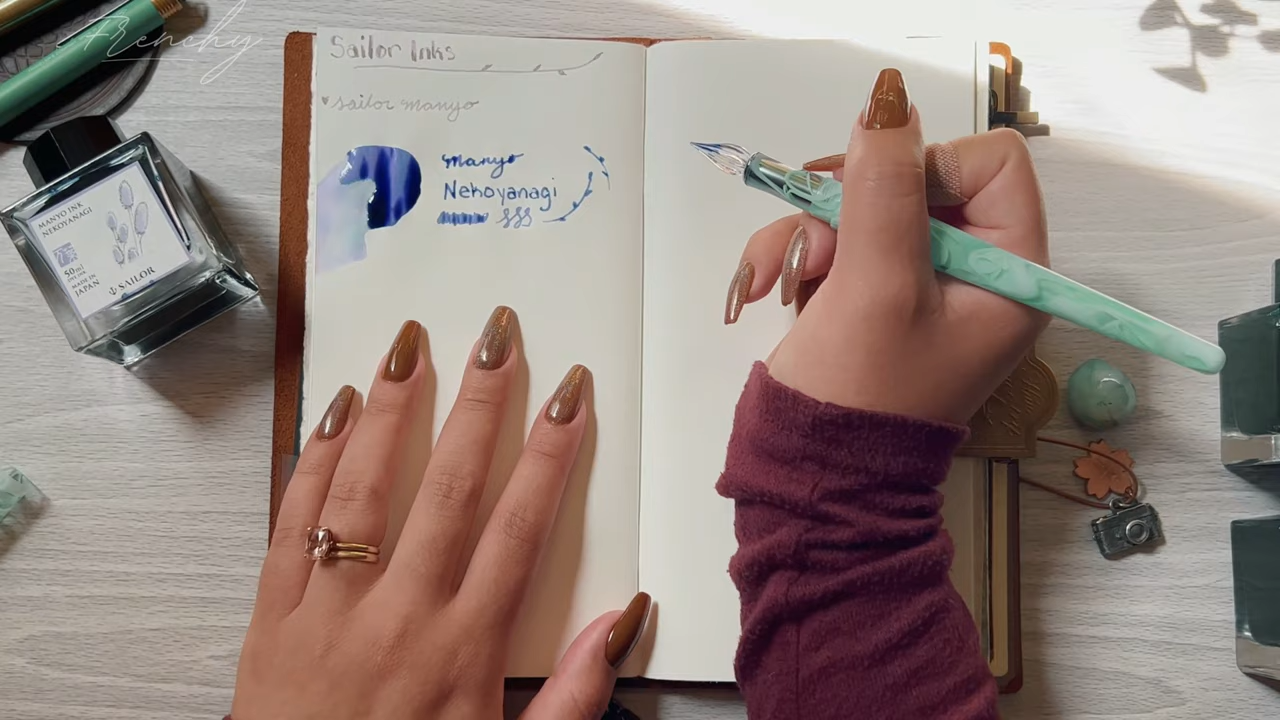 Frenchy
Sailor Inks
♥ sailor manyo
Manyo
Nekoyanagi
MANYO INK
NEKOYANAGI
50ml
MADE IN
JAPAN
SAILOR